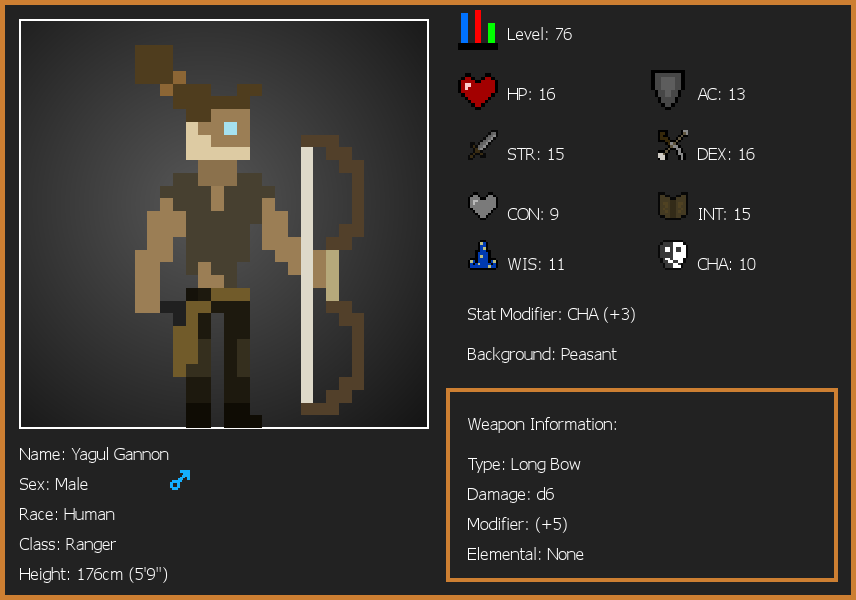 Level: 76
HP: 16
AC: 13
STR: 15
DEX: 16
CON: 9
INT: 15
WIS: 11
CHA: 10
Stat Modifier: CHA (+3)
Background: Peasant
Weapon Information:
Type: Long Bow
Damage: d6
Modifier: (+5)
Elemental: None
Name: Yagul Gannon
Sex: Male
Race: Human
Class: Ranger
Height: 176cm (5'9")